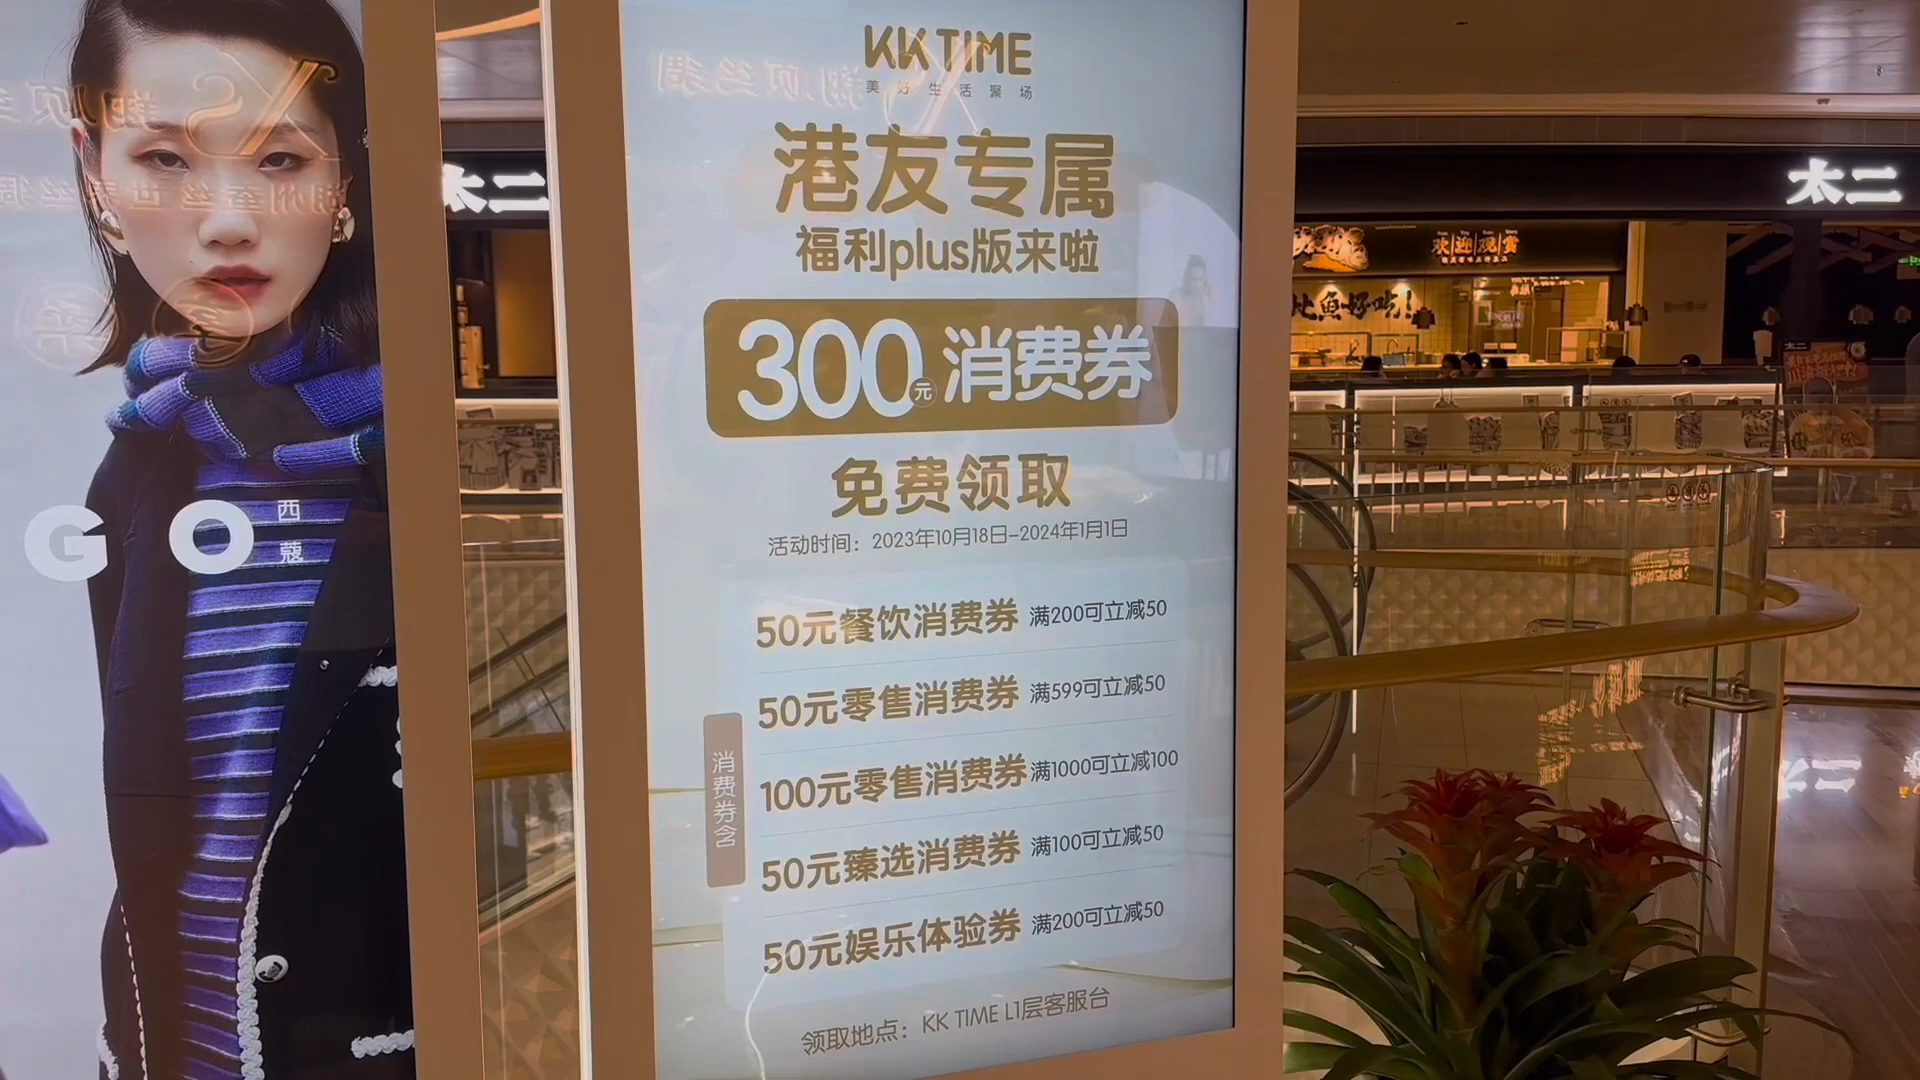 KK TIME
美好生活聚场
港友专属
福利plus版来啦
300元消费券
免费领取
活动时间：2023年10月18日-2024年1月1日
消费券含
50元餐饮消费券 满200可立减50
50元零售消费券 满599可立减50
100元零售消费券 满1000可立减100
50元臻选消费券 满100可立减50
50元娱乐体验券 满200可立减50
领取地点：KK TIME L1层客服台
GO 西蔻
太二
太二
欢迎观赏
比鱼好吃！